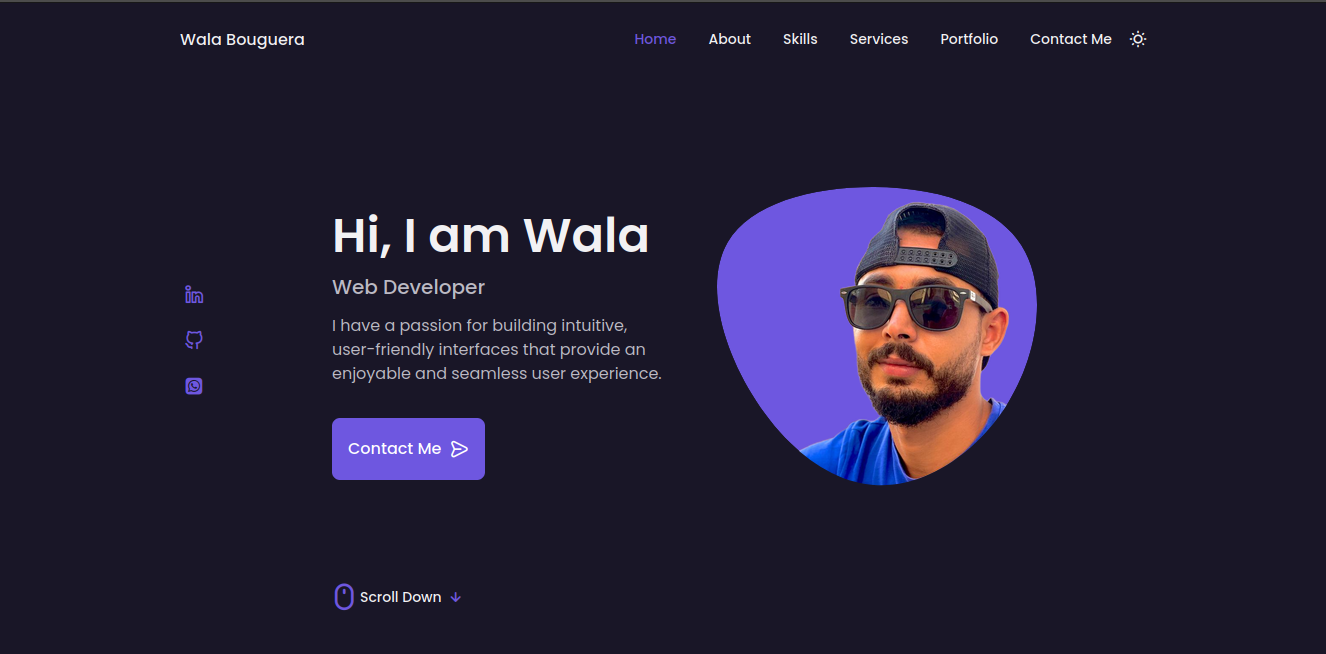 Wala Bouguera
Home
About
Skills
Services
Portfolio
Contact Me
Hi, I am Wala
Web Developer
I have a passion for building intuitive,
user-friendly interfaces that provide an
enjoyable and seamless user experience.
Contact Me
Scroll Down